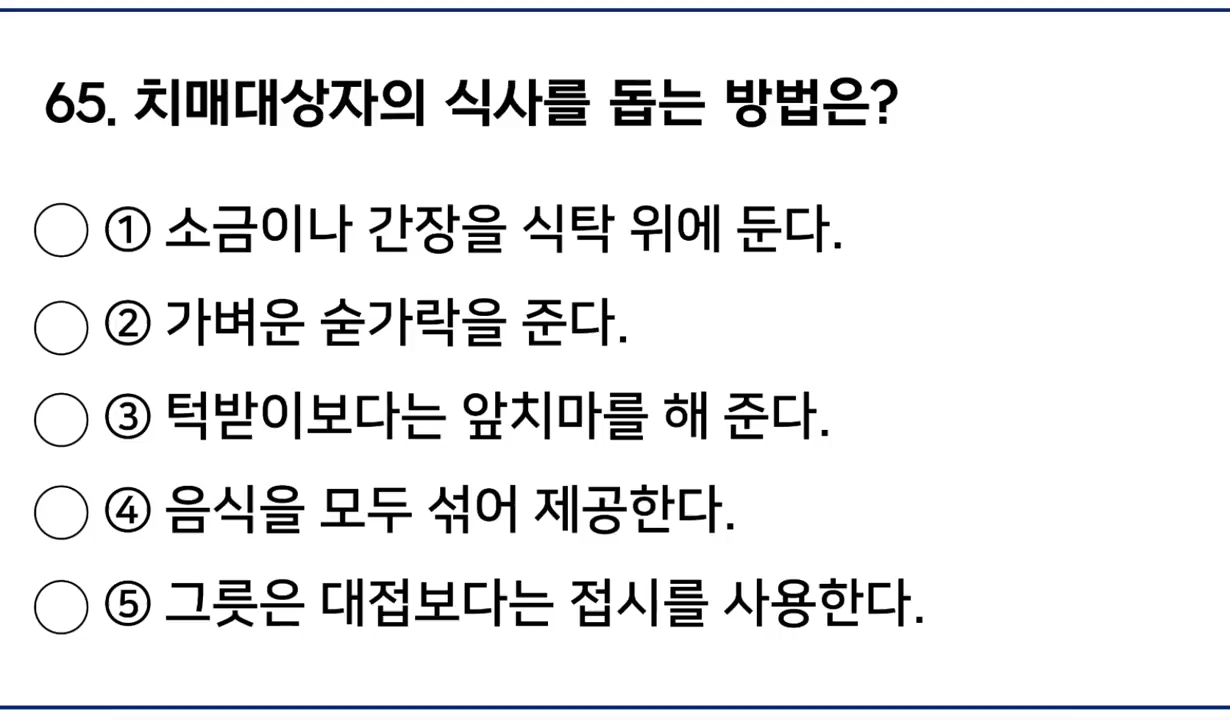 65. 치매대상자의 식사를 돕는 방법은?
① 소금이나 간장을 식탁 위에 둔다.
② 가벼운 숟가락을 준다.
③ 턱받이보다는 앞치마를 해 준다.
④ 음식을 모두 섞어 제공한다.
⑤ 그릇은 대접보다는 접시를 사용한다.